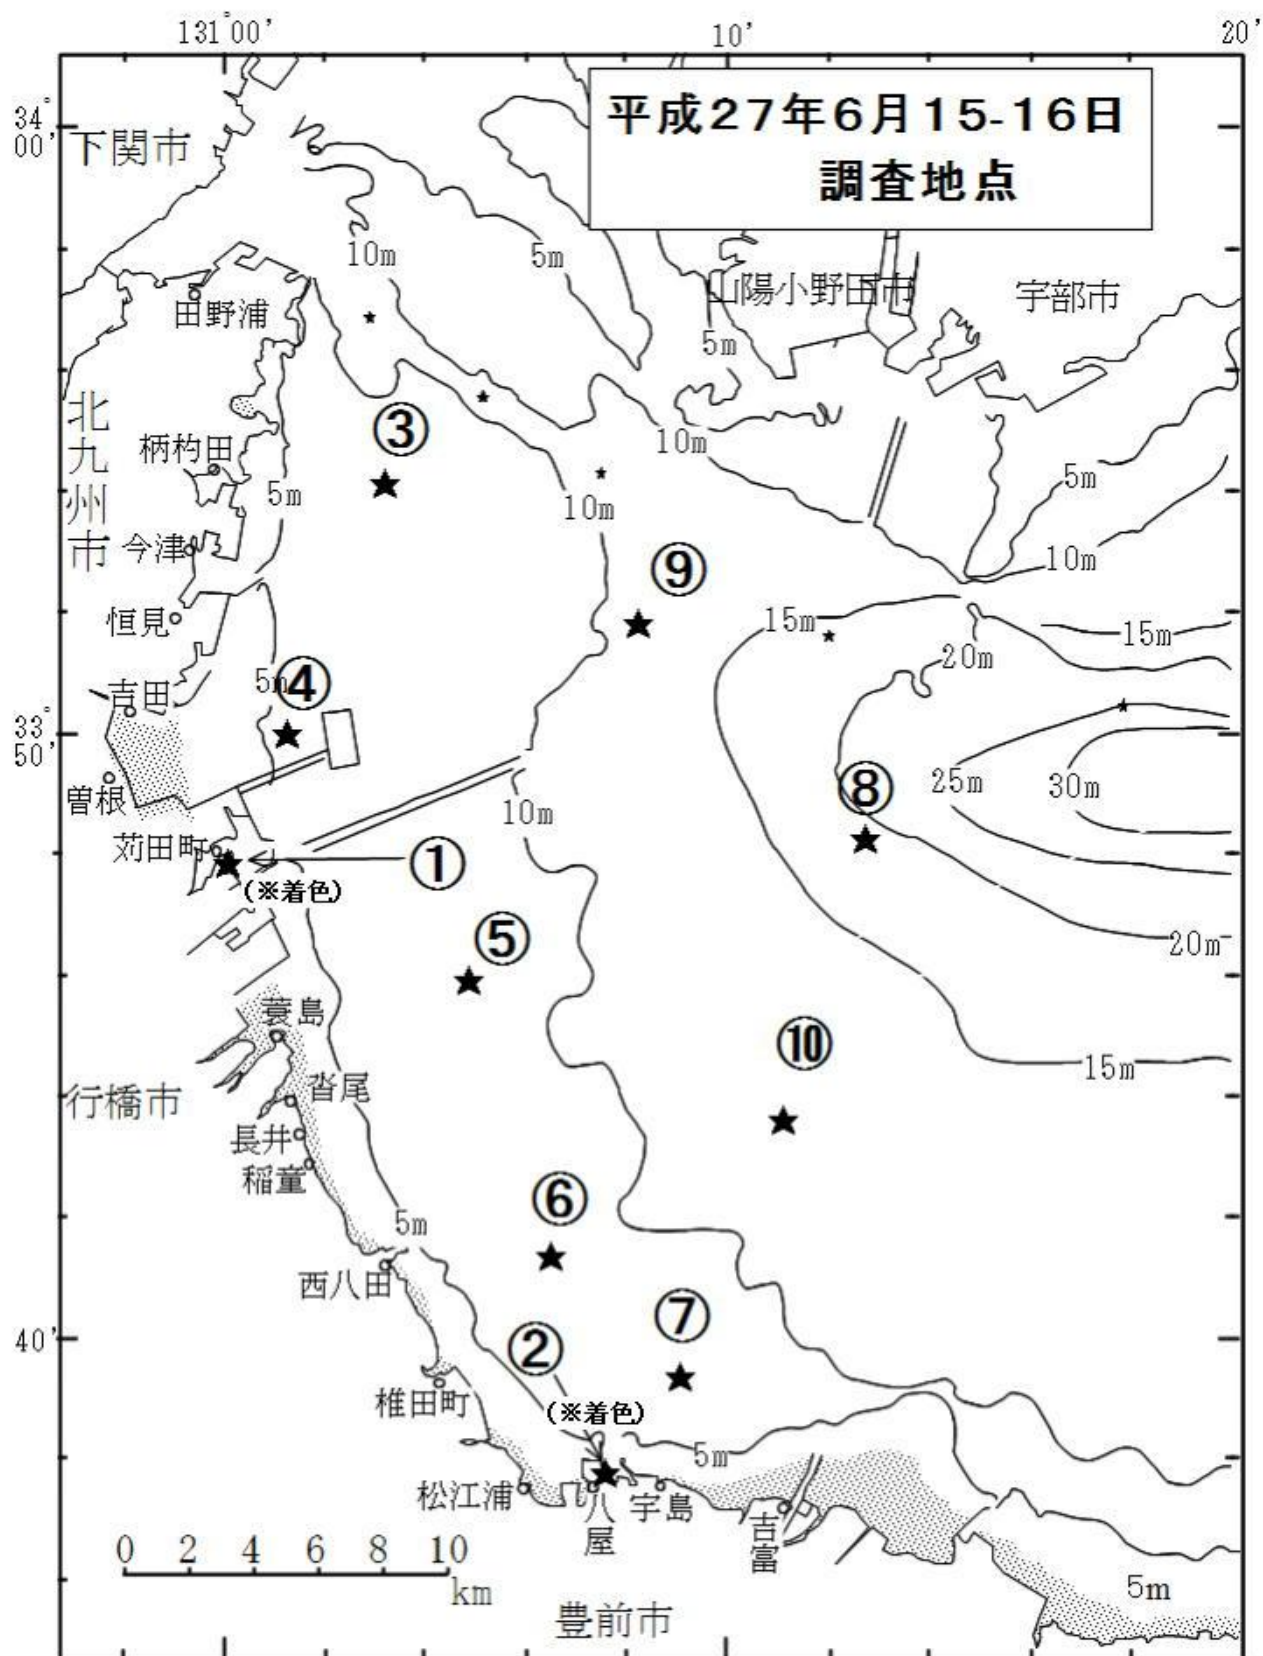 131°00'
10'
20'
平成27年6月15-16日
調査地点
34°
00'
下関市
10m
5m
山陽小野田市
宇部市
田野浦
5m
北九州市
③
10m
柄杓田
5m
5m
10m
今津
10m
⑨
恒見
15m
15m
20m
5m
④
吉田
33°
50'
25m
30m
⑧
曽根
10m
苅田町
①
(※着色)
⑤
20m
蓑島
⑩
15m
沓尾
行橋市
長井
稲童
⑥
5m
西八田
⑦
40'
②
椎田町
(※着色)
5m
松江浦
八屋
宇島
吉富
0 2 4 6 8 10
km
5m
豊前市